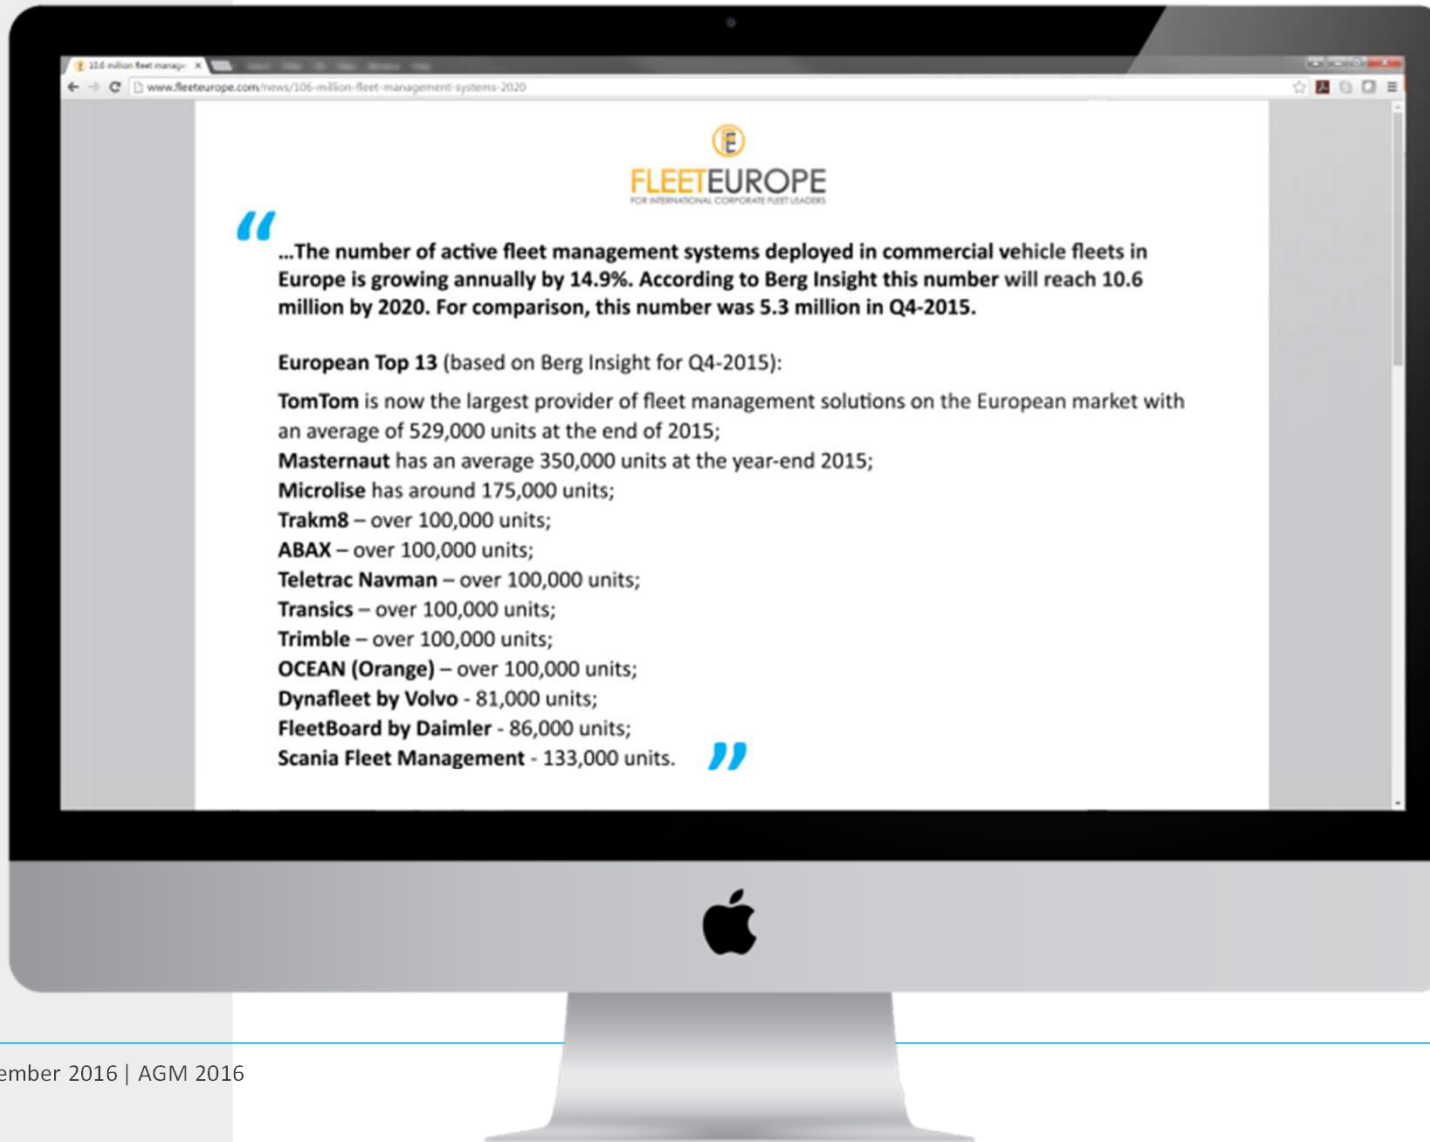 10.6 million fleet manage
www.fleeteurope.com/news/106-million-fleet-management-systems-2020
FE
FLEETEUROPE
FOR INTERNATIONAL CORPORATE FLEET LEADERS
“
...The number of active fleet management systems deployed in commercial vehicle fleets in
Europe is growing annually by 14.9%. According to Berg Insight this number will reach 10.6
million by 2020. For comparison, this number was 5.3 million in Q4-2015.
European Top 13 (based on Berg Insight for Q4-2015):
TomTom is now the largest provider of fleet management solutions on the European market with
an average of 529,000 units at the end of 2015;
Masternaut has an average 350,000 units at the year-end 2015;
Microlise has around 175,000 units;
Trakm8 – over 100,000 units;
ABAX – over 100,000 units;
Teletrac Navman – over 100,000 units;
Transics – over 100,000 units;
Trimble – over 100,000 units;
OCEAN (Orange) – over 100,000 units;
Dynafleet by Volvo - 81,000 units;
FleetBoard by Daimler - 86,000 units;
Scania Fleet Management - 133,000 units. ”
ember 2016 | AGM 2016